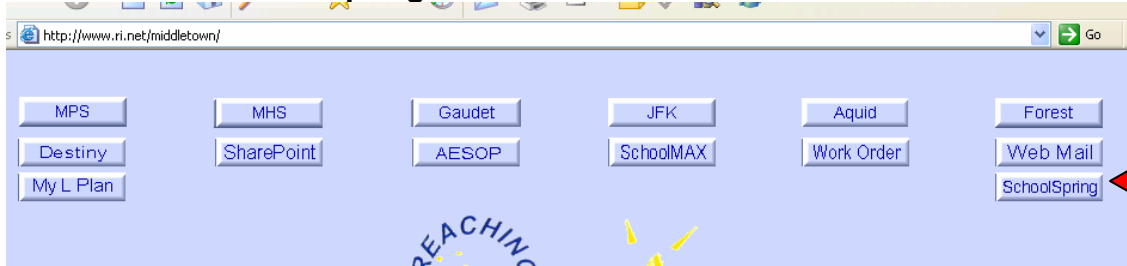 s http://www.ri.net/middletown/ Go
MPS MHS Gaudet JFK Aquid Forest
Destiny SharePoint AESOP SchoolMAX Work Order Web Mail
My L Plan SchoolSpring
REACHING